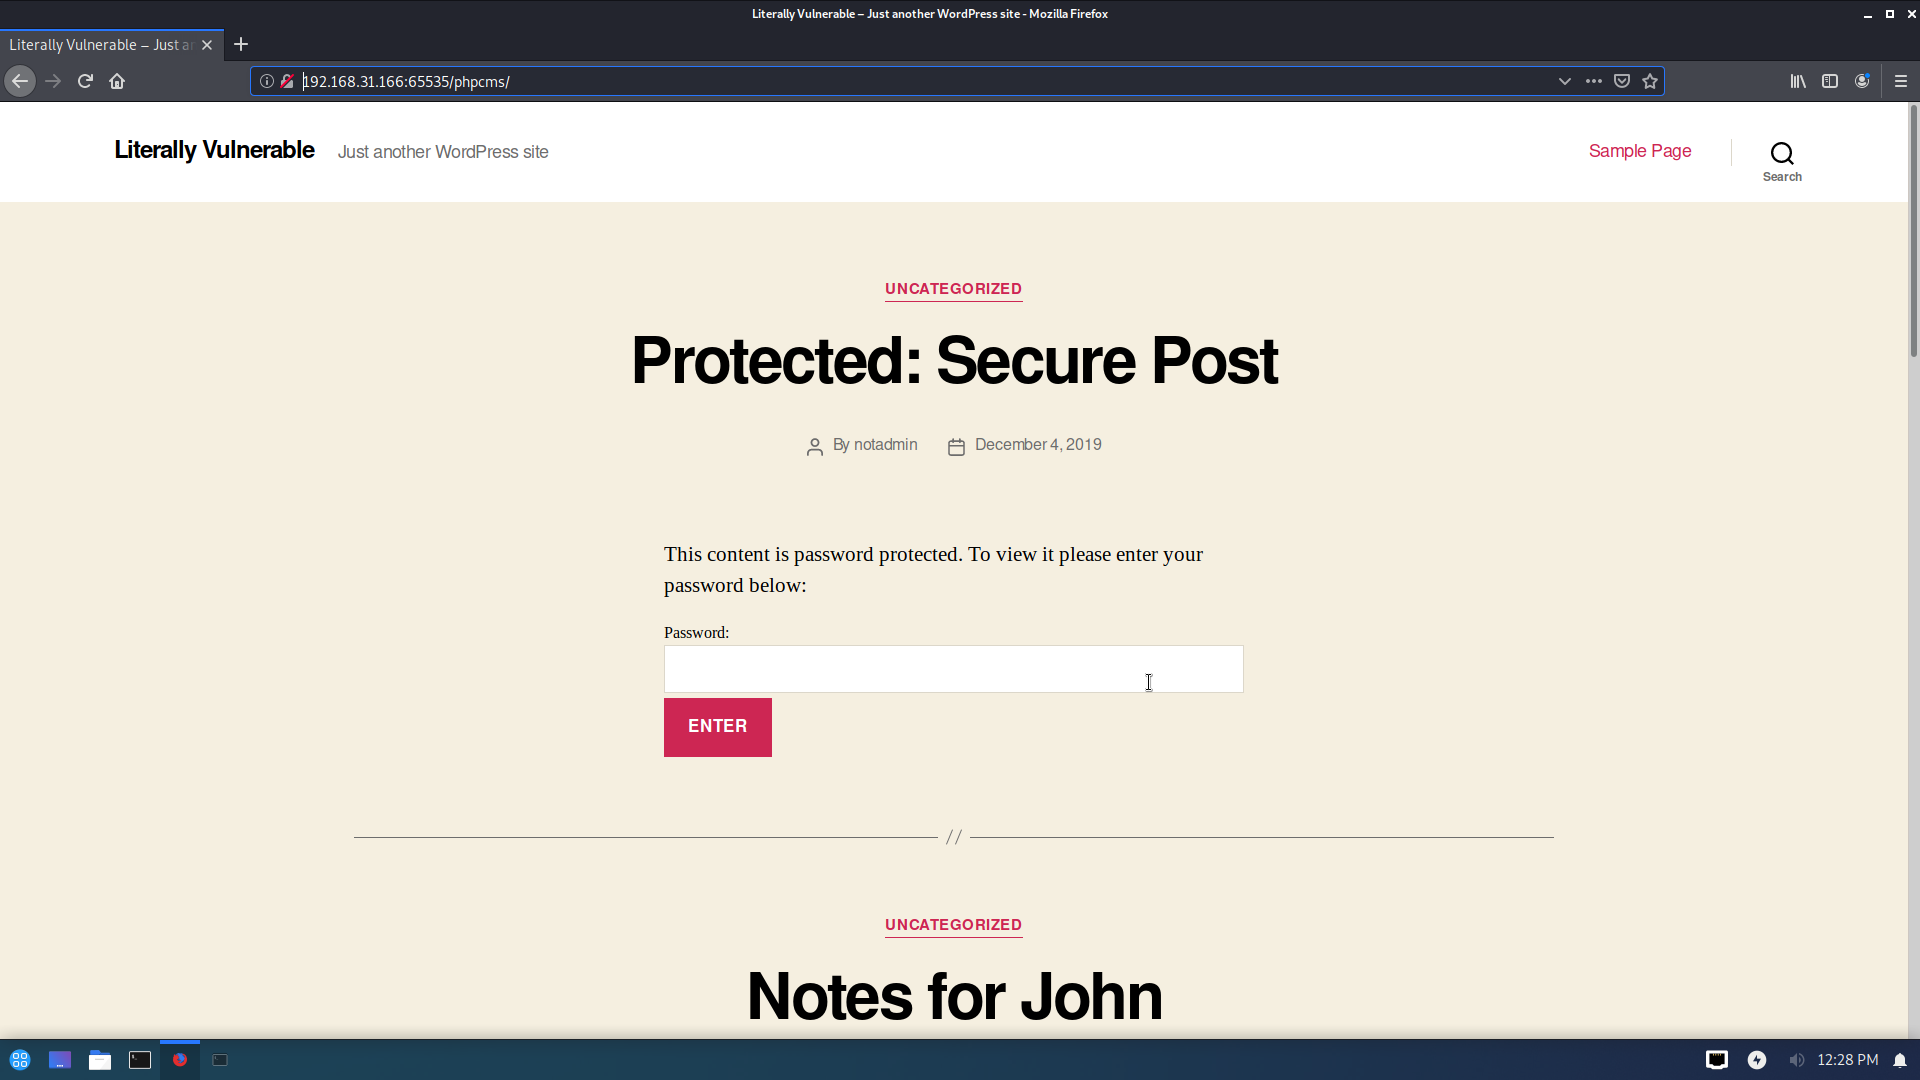 Literally Vulnerable – Just another WordPress site - Mozilla Firefox
Literally Vulnerable – Just a
192.168.31.166:65535/phpcms/
Literally Vulnerable Just another WordPress site
Sample Page
Search
UNCATEGORIZED
Protected: Secure Post
By notadmin December 4, 2019
This content is password protected. To view it please enter your
password below:
Password:
ENTER
//
UNCATEGORIZED
Notes for John
12:28 PM